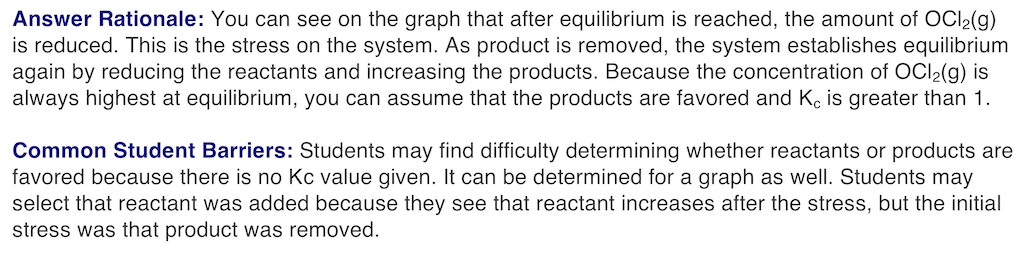 Answer Rationale: You can see on the graph that after equilibrium is reached, the amount of OCl₂(g)
is reduced. This is the stress on the system. As product is removed, the system establishes equilibrium
again by reducing the reactants and increasing the products. Because the concentration of OCl₂(g) is
always highest at equilibrium, you can assume that the products are favored and K꜀ is greater than 1.
Common Student Barriers: Students may find difficulty determining whether reactants or products are
favored because there is no Kc value given. It can be determined for a graph as well. Students may
select that reactant was added because they see that reactant increases after the stress, but the initial
stress was that product was removed.